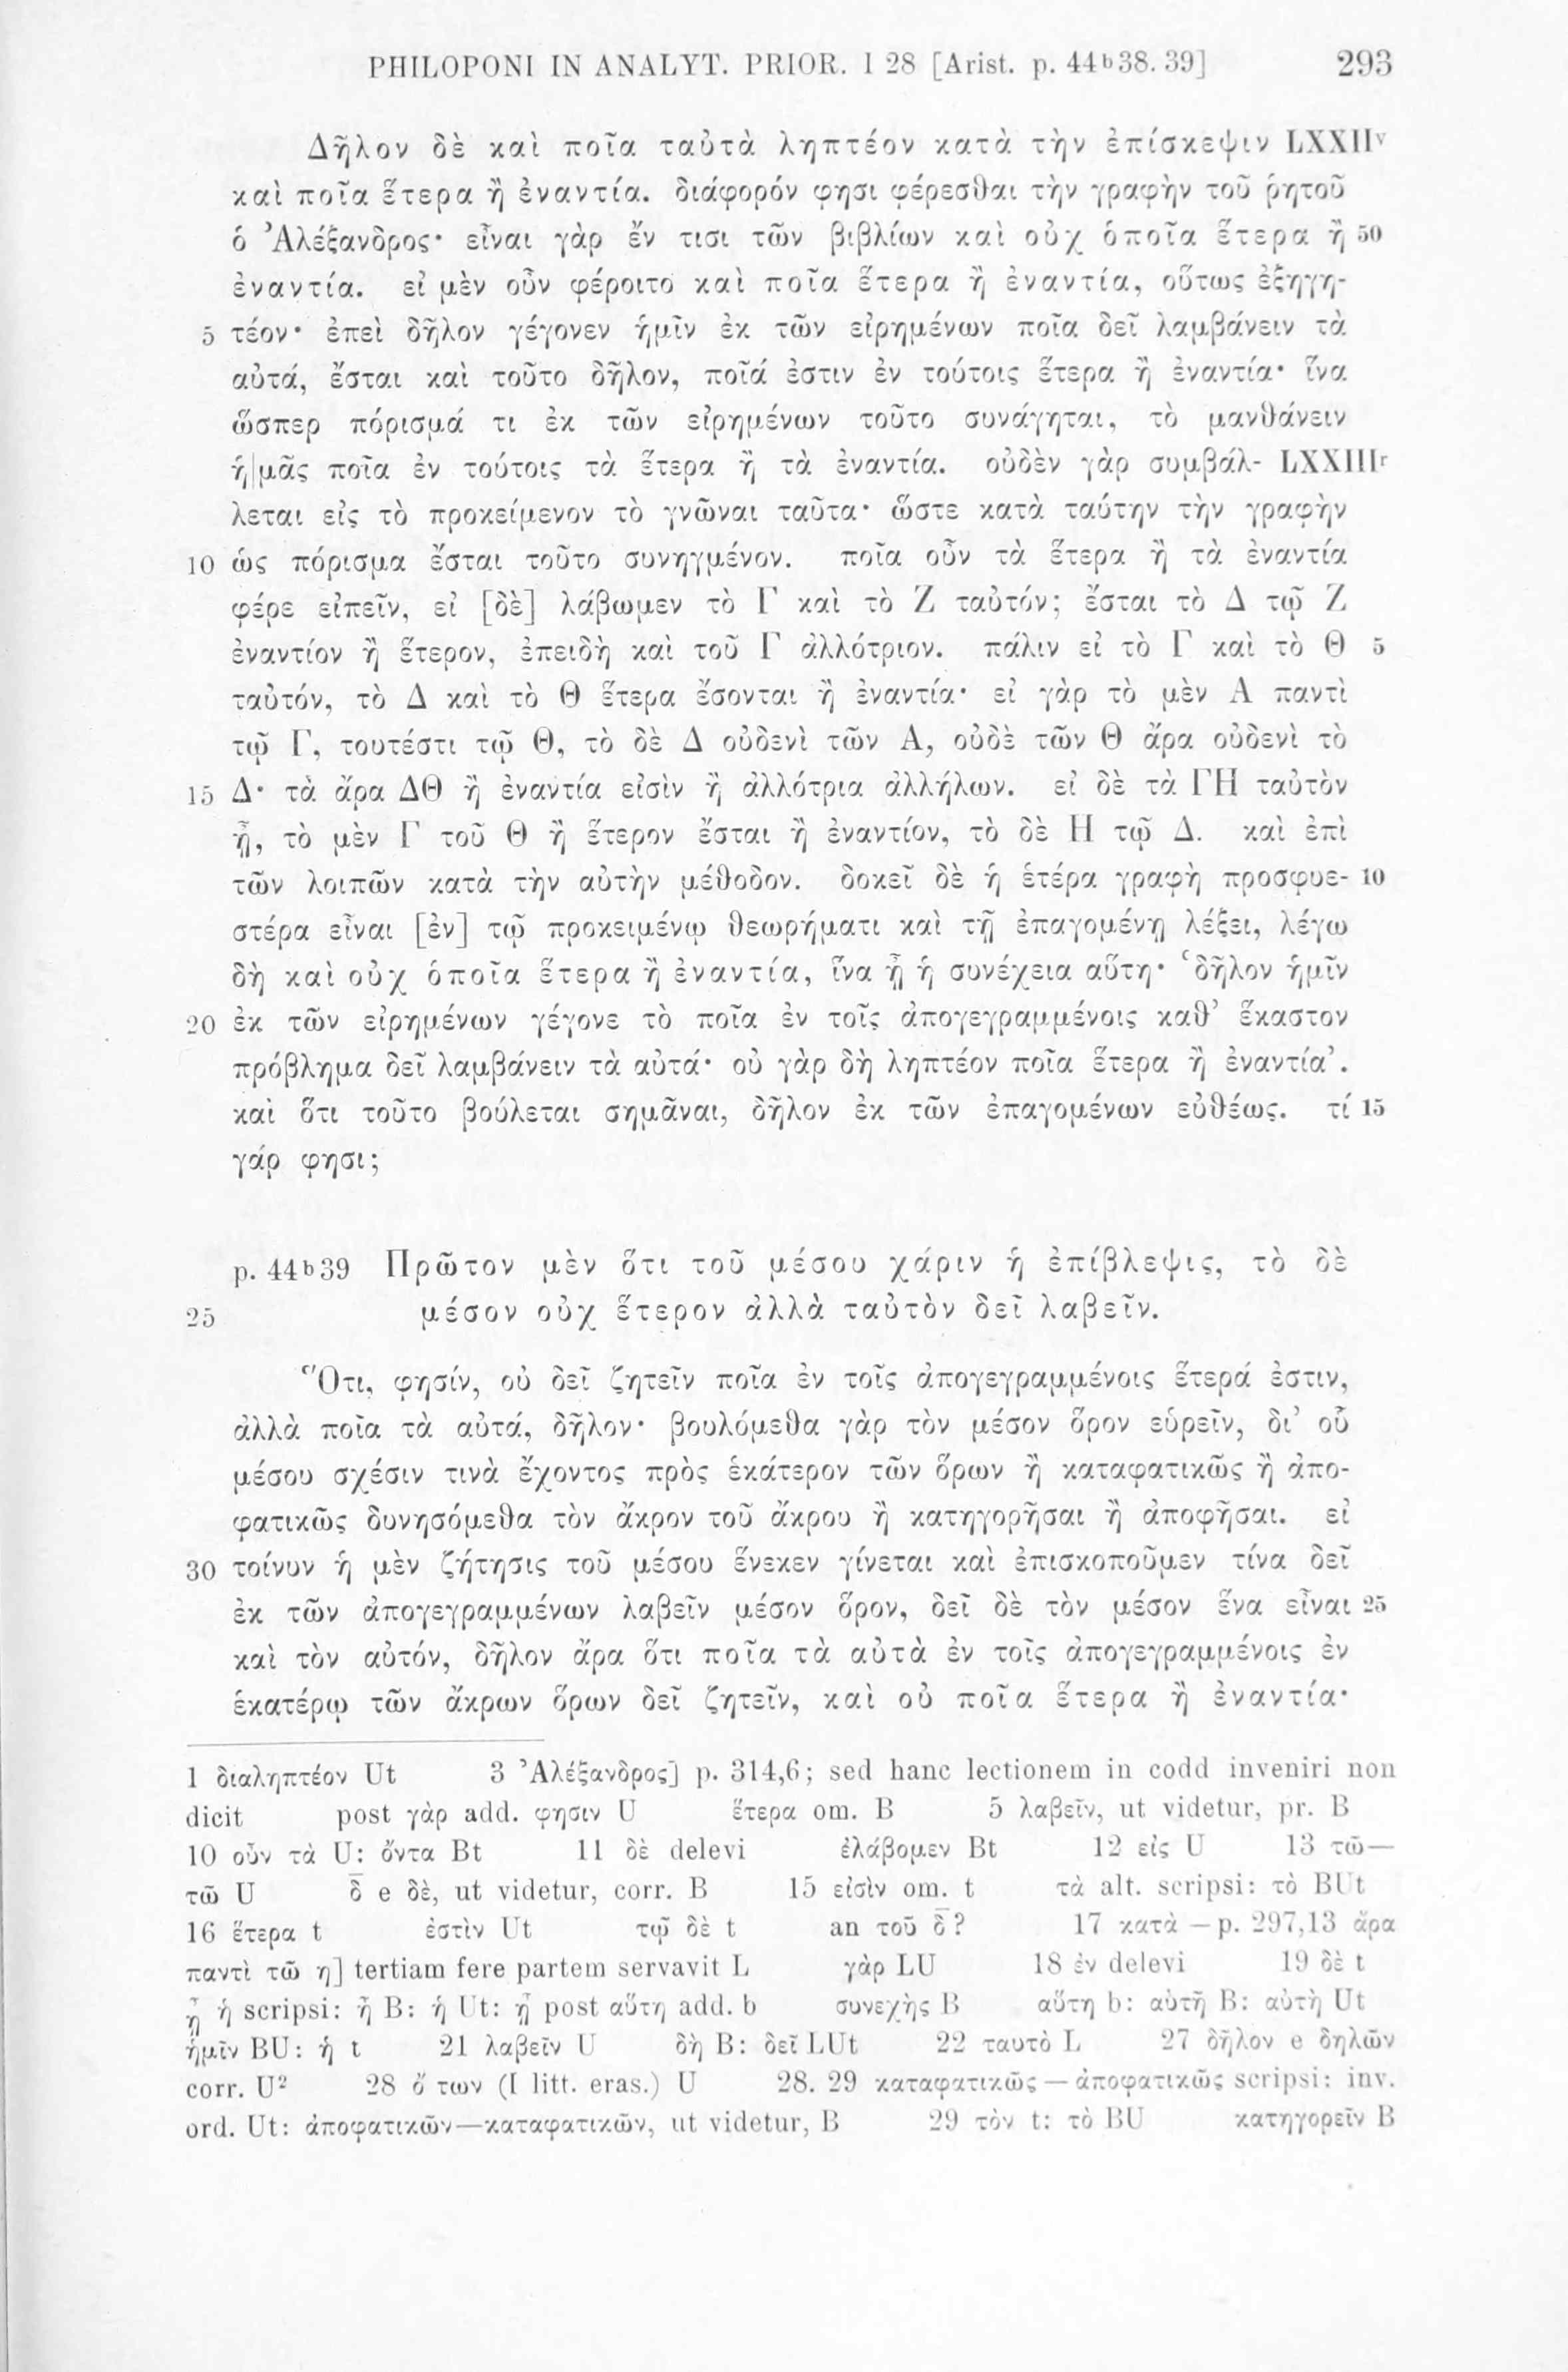 PHILOPONI IN ANALYT. PRIOR. I 28 [Arist. p. 44ᵇ38. 39] 293
Δῆλον δὲ καὶ ποῖα ταὐτὰ ληπτέον κατὰ τὴν ἐπίσκεψιν LXXIIᵛ
καὶ ποῖα ἕτερα ἢ ἐναντία. διάφορόν φησι φέρεσθαι τὴν γραφὴν τοῦ ῥητοῦ
ὁ Ἀλέξανδρος· εἶναι γὰρ ἔν τισι τῶν βιβλίων καὶ οὐχ ὁποῖα ἕτερα ἢ 50
ἐναντία. εἰ μὲν οὖν φέροιτο καὶ ποῖα ἕτερα ἢ ἐναντία, οὕτως ἐξηγη-
5 τέον· ἐπεὶ δῆλον γέγονεν ἡμῖν ἐκ τῶν εἰρημένων ποῖα δεῖ λαμβάνειν τὰ
αὐτά, ἔσται καὶ τοῦτο δῆλον, ποῖά ἐστιν ἐν τούτοις ἕτερα ἢ ἐναντία· ἵνα
ὥσπερ πόρισμά τι ἐκ τῶν εἰρημένων τοῦτο συνάγηται, τὸ μανθάνειν
ἡ|μᾶς ποῖα ἐν τούτοις τὰ ἕτερα ἢ τὰ ἐναντία. οὐδὲν γὰρ συμβάλ- LXXIIIʳ
λεται εἰς τὸ προκείμενον τὸ γνῶναι ταῦτα· ὥστε κατὰ ταύτην τὴν γραφὴν
10 ὡς πόρισμα ἔσται τοῦτο συνηγμένον. ποῖα οὖν τὰ ἕτερα ἢ τὰ ἐναντία
φέρε εἰπεῖν, εἰ [δὲ] λάβωμεν τὸ Γ καὶ τὸ Ζ ταὐτόν; ἔσται τὸ Δ τῷ Ζ
ἐναντίον ἢ ἕτερον, ἐπειδὴ καὶ τοῦ Γ ἀλλότριον. πάλιν εἰ τὸ Γ καὶ τὸ Θ 5
ταὐτόν, τὸ Δ καὶ τὸ Θ ἕτερα ἔσονται ἢ ἐναντία· εἰ γὰρ τὸ μὲν Α παντὶ
τῷ Γ, τουτέστι τῷ Θ, τὸ δὲ Δ οὐδενὶ τῶν Α, οὐδὲ τῶν Θ ἄρα οὐδενὶ τὸ
15 Δ· τὰ ἄρα ΔΘ ἢ ἐναντία εἰσὶν ἢ ἀλλότρια ἀλλήλων. εἰ δὲ τὰ ΓΗ ταὐτὸν
ᾖ, τὸ μὲν Γ τοῦ Θ ἢ ἕτερον ἔσται ἢ ἐναντίον, τὸ δὲ Η τῷ Δ. καὶ ἐπὶ
τῶν λοιπῶν κατὰ τὴν αὐτὴν μέθοδον. δοκεῖ δὲ ἡ ἑτέρα γραφὴ προσφυε- 10
στέρα εἶναι [ἐν] τῷ προκειμένῳ θεωρήματι καὶ τῇ ἐπαγομένῃ λέξει, λέγω
δὴ καὶ οὐχ ὁποῖα ἕτερα ἢ ἐναντία, ἵνα ᾖ ἡ συνέχεια αὕτη· ‘δῆλον ἡμῖν
20 ἐκ τῶν εἰρημένων γέγονε τὸ ποῖα ἐν τοῖς ἀπογεγραμμένοις καθ’ ἕκαστον
πρόβλημα δεῖ λαμβάνειν τὰ αὐτά· οὐ γὰρ δὴ ληπτέον ποῖα ἕτερα ἢ ἐναντία’.
καὶ ὅτι τοῦτο βούλεται σημᾶναι, δῆλον ἐκ τῶν ἐπαγομένων εὐθέως. τί 15
γάρ φησι;
p. 44ᵇ39 Πρῶτον μὲν ὅτι τοῦ μέσου χάριν ἡ ἐπίβλεψις, τὸ δὲ
25 μέσον οὐχ ἕτερον ἀλλὰ ταὐτὸν δεῖ λαβεῖν.
Ὅτι, φησίν, οὐ δεῖ ζητεῖν ποῖα ἐν τοῖς ἀπογεγραμμένοις ἕτερά ἐστιν,
ἀλλὰ ποῖα τὰ αὐτά, δῆλον· βουλόμεθα γὰρ τὸν μέσον ὅρον εὑρεῖν, δι’ οὗ
μέσου σχέσιν τινὰ ἔχοντος πρὸς ἑκάτερον τῶν ὅρων ἢ καταφατικῶς ἢ ἀπο-
φατικῶς δυνησόμεθα τὸν ἄκρον τοῦ ἄκρου ἢ κατηγορῆσαι ἢ ἀποφῆσαι. εἰ
30 τοίνυν ἡ μὲν ζήτησις τοῦ μέσου ἕνεκεν γίνεται καὶ ἐπισκοποῦμεν τίνα δεῖ
ἐκ τῶν ἀπογεγραμμένων λαβεῖν μέσον ὅρον, δεῖ δὲ τὸν μέσον ἕνα εἶναι 25
καὶ τὸν αὐτόν, δῆλον ἄρα ὅτι ποῖα τὰ αὐτὰ ἐν τοῖς ἀπογεγραμμένοις ἐν
ἑκατέρῳ τῶν ἄκρων ὅρων δεῖ ζητεῖν, καὶ οὐ ποῖα ἕτερα ἢ ἐναντία·
1 διαληπτέον Ut 3 Ἀλέξανδρος] p. 314,6; sed hanc lectionem in codd inveniri non
dicit post γὰρ add. φησιν U ἕτερα om. B 5 λαβεῖν, ut videtur, pr. B
10 οὖν τὰ U: ὄντα Bt 11 δὲ delevi ἐλάβομεν Bt 12 εἰς U 13 τῶ—
τῶ U δ̅ e δὲ, ut videtur, corr. B 15 εἰσὶν om. t τὰ alt. scripsi: τὸ BUt
16 ἕτερα t ἐστὶν Ut τῷ δὲ t an τοῦ δ̅? 17 κατὰ — p. 297,13 ἄρα
παντὶ τῶ η] tertiam fere partem servavit L γὰρ LU 18 ἐν delevi 19 δὲ t
ᾖ ἡ scripsi: ἦ B: ἡ Ut: ᾖ post αὕτη add. b συνεχὴς B αὕτη b: αὐτῆ B: αὐτὴ Ut
ἡμῖν BU: ἡ t 21 λαβεῖν U δὴ B: δεῖ LUt 22 ταυτὸ L 27 δῆλον e δηλῶν
corr. U² 28 ὅ των (I litt. eras.) U 28. 29 καταφατικῶς — ἀποφατικῶς scripsi: inv.
ord. Ut: ἀποφατικῶν—καταφατικῶν, ut videtur, B 29 τὸν t: τὸ BU κατηγορεῖν B